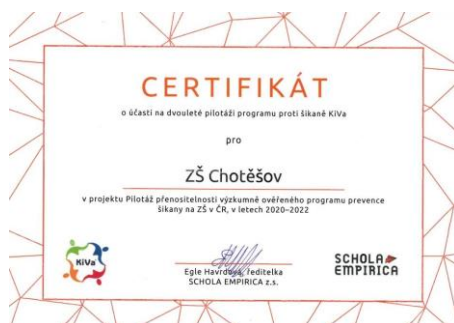 CERTIFIKÁT
o účasti na dvouleté pilotáži programu proti šikaně KiVa
pro
ZŠ Chotěšov
v projektu Pilotáž přenositelnosti výzkumně ověřeného programu prevence
šikany na ZŠ v ČR, v letech 2020–2022
KiVa
Egle Havrdová, ředitelka
SCHOLA EMPIRICA z.s.
SCHOLA
EMPIRICA